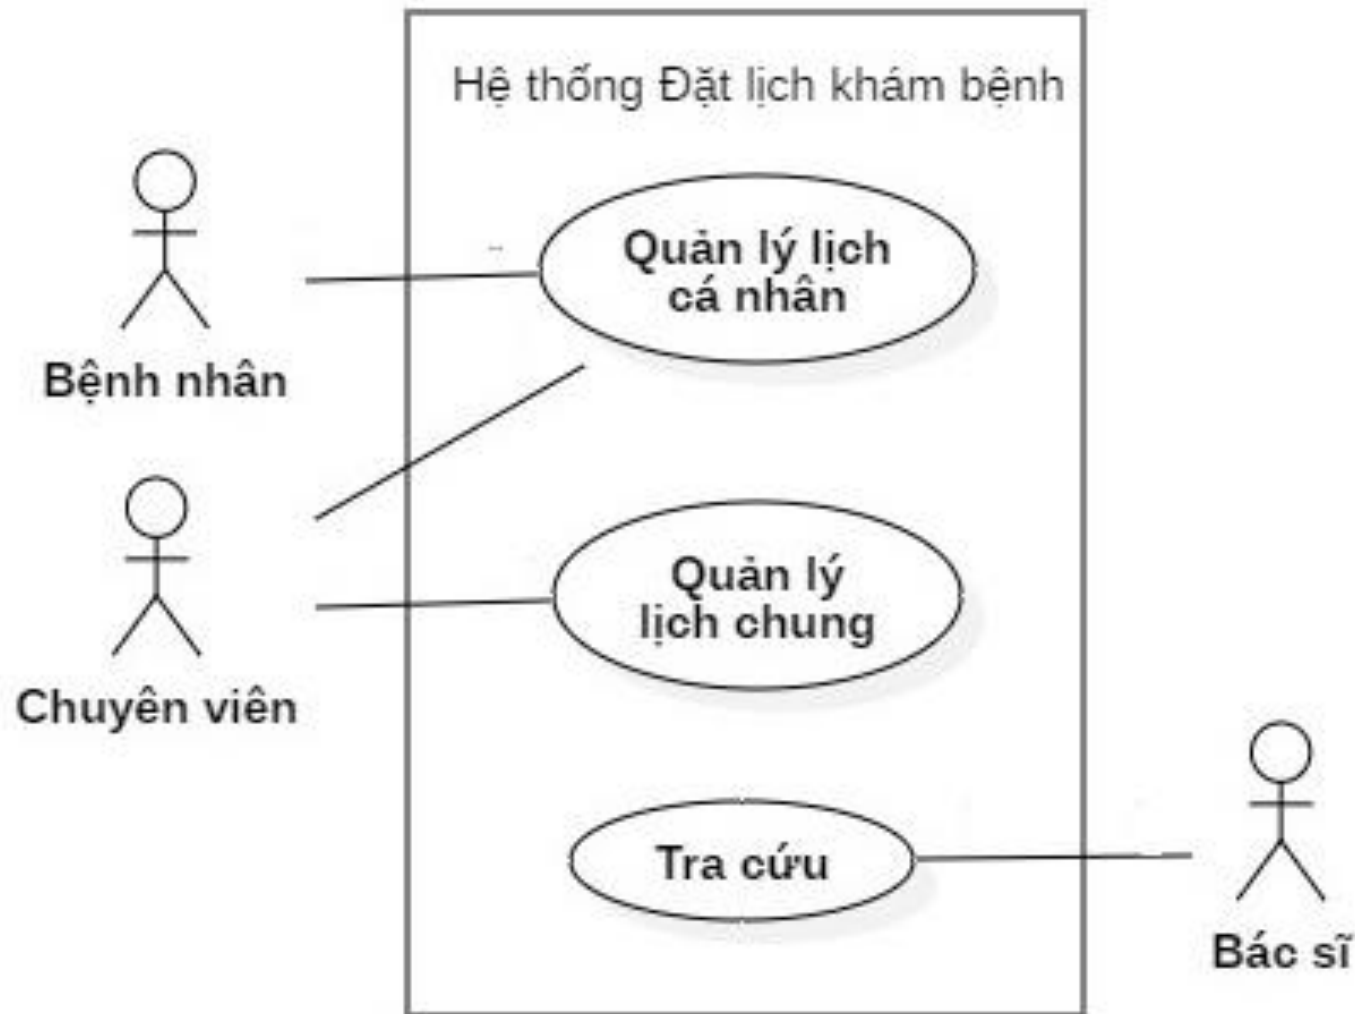 Hệ thống Đặt lịch khám bệnh
Quản lý lịch
cá nhân
Bệnh nhân
Quản lý
lịch chung
Chuyên viên
Tra cứu
Bác sĩ